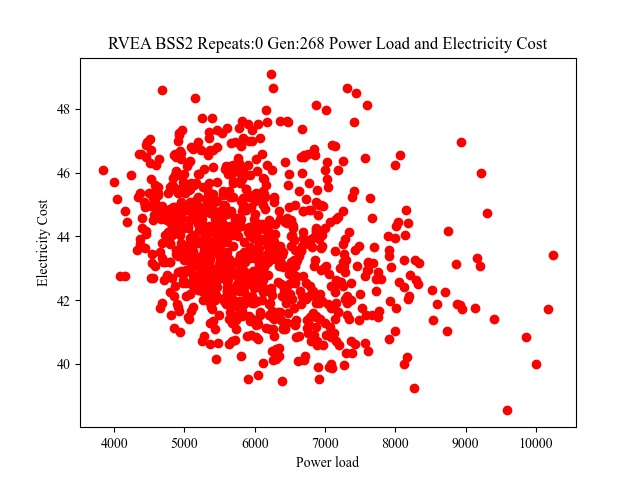 RVEA BSS2 Repeats:0 Gen:268 Power Load and Electricity Cost
48
46
44
42
40
Electricity Cost
4000 5000 6000 7000 8000 9000 10000
Power load